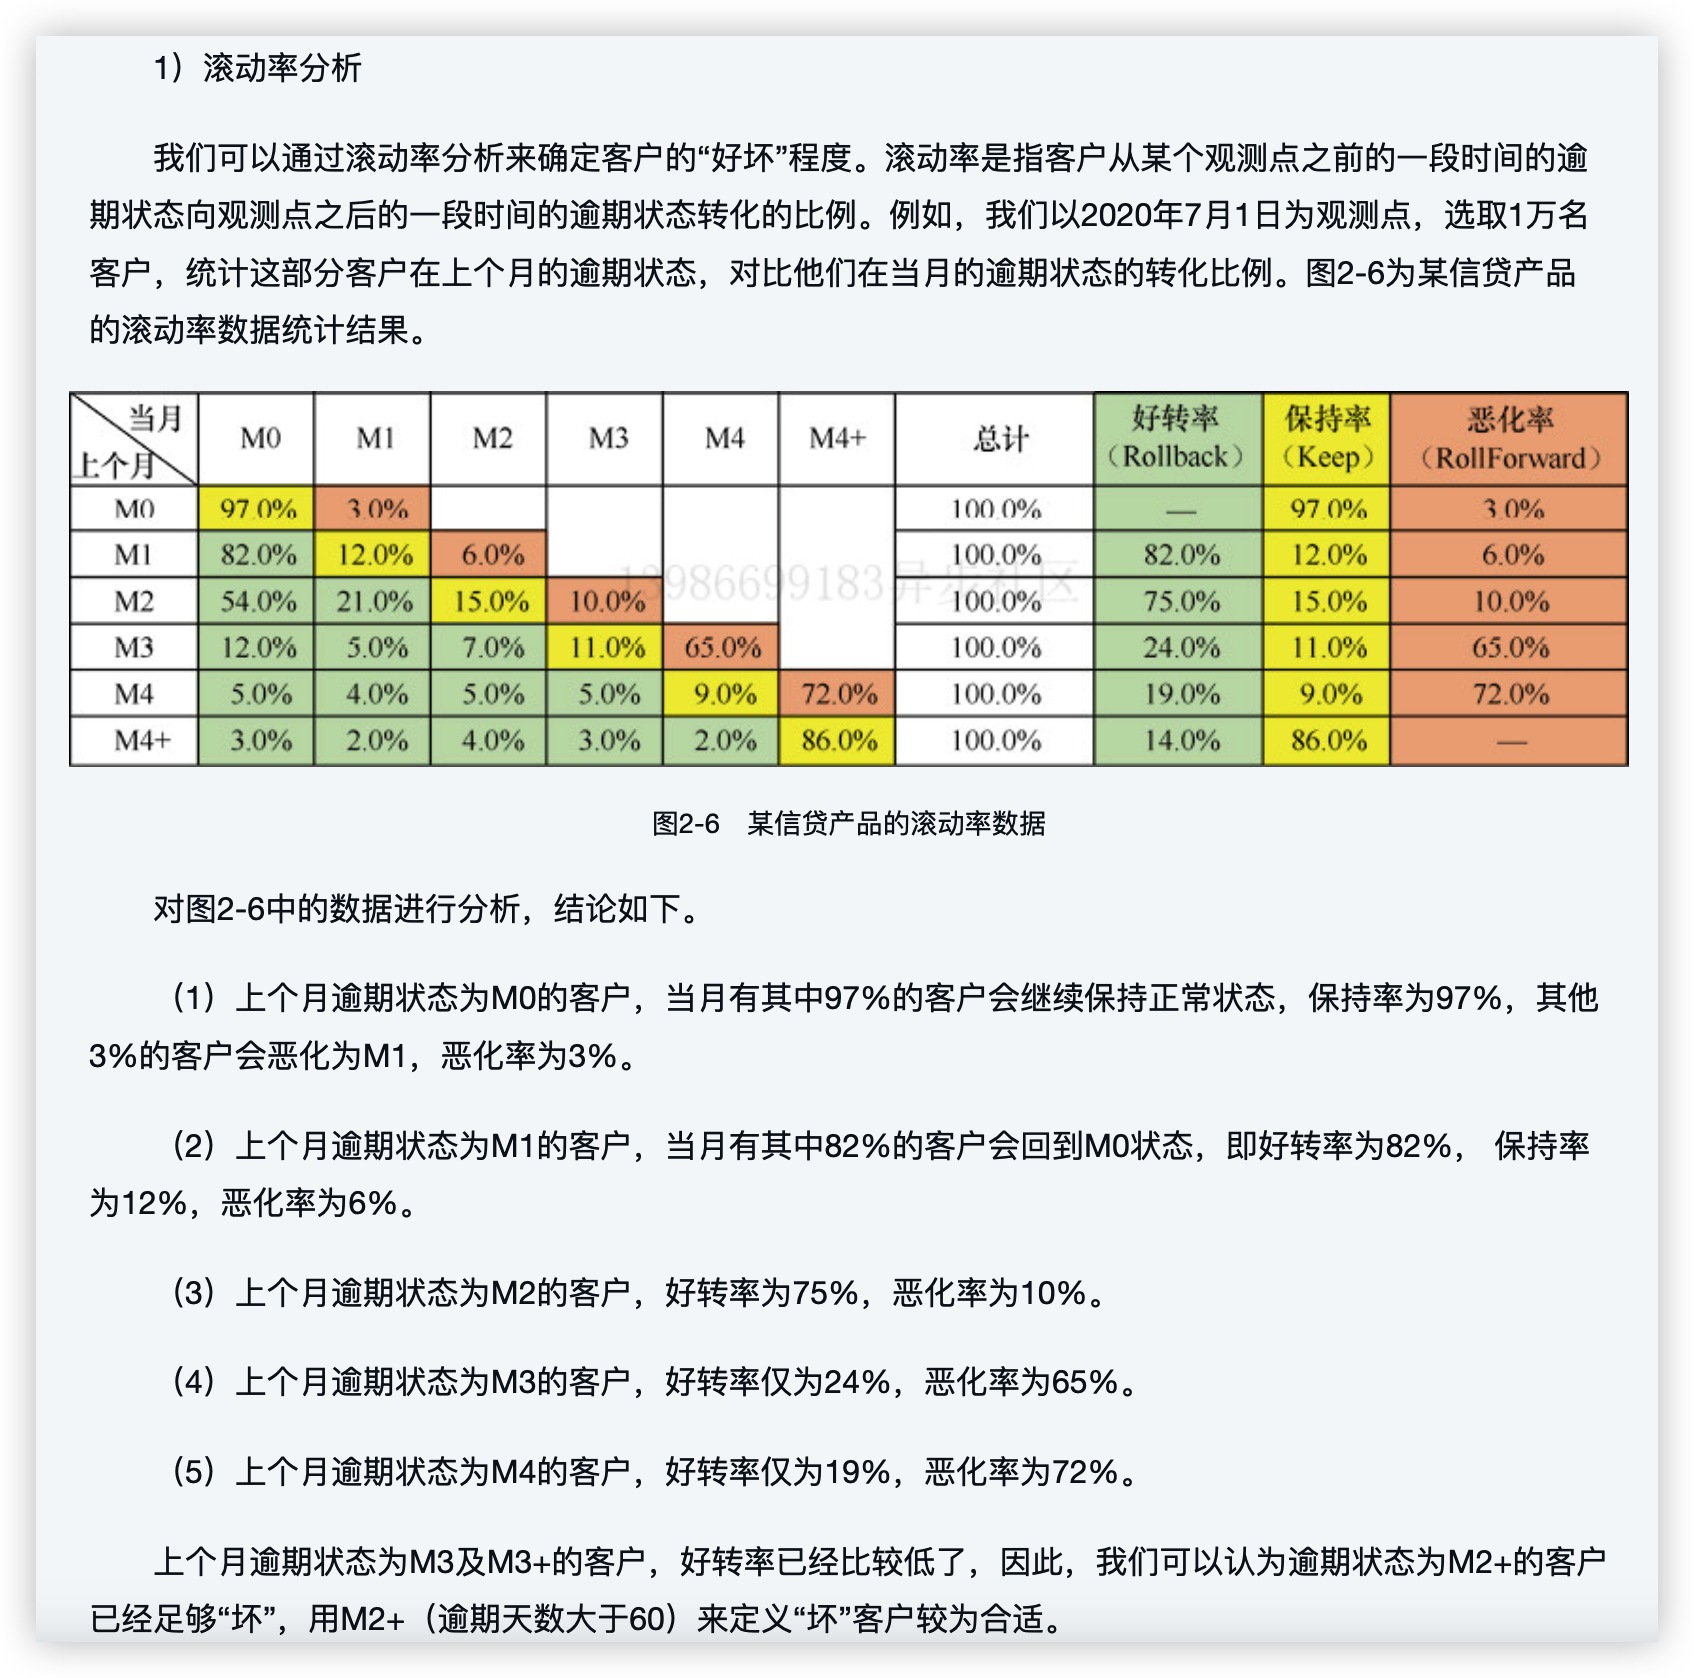 1）滚动率分析
我们可以通过滚动率分析来确定客户的“好坏”程度。滚动率是指客户从某个观测点之前的一段时间的逾
期状态向观测点之后的一段时间的逾期状态转化的比例。例如，我们以2020年7月1日为观测点，选取1万名
客户，统计这部分客户在上个月的逾期状态，对比他们在当月的逾期状态的转化比例。图2-6为某信贷产品
的滚动率数据统计结果。
当月 上个月 M0 M1 M2 M3 M4 M4+ 总计 好转率（Rollback） 保持率（Keep） 恶化率（RollForward）
M0 97.0% 3.0% 100.0% — 97.0% 3.0%
M1 82.0% 12.0% 6.0% 100.0% 82.0% 12.0% 6.0%
13986699183异步社区
M2 54.0% 21.0% 15.0% 10.0% 100.0% 75.0% 15.0% 10.0%
M3 12.0% 5.0% 7.0% 11.0% 65.0% 100.0% 24.0% 11.0% 65.0%
M4 5.0% 4.0% 5.0% 5.0% 9.0% 72.0% 100.0% 19.0% 9.0% 72.0%
M4+ 3.0% 2.0% 4.0% 3.0% 2.0% 86.0% 100.0% 14.0% 86.0% —
图2-6 某信贷产品的滚动率数据
对图2-6中的数据进行分析，结论如下。
（1）上个月逾期状态为M0的客户，当月有其中97%的客户会继续保持正常状态，保持率为97%，其他
3%的客户会恶化为M1，恶化率为3%。
（2）上个月逾期状态为M1的客户，当月有其中82%的客户会回到M0状态，即好转率为82%， 保持率
为12%，恶化率为6%。
（3）上个月逾期状态为M2的客户，好转率为75%，恶化率为10%。
（4）上个月逾期状态为M3的客户，好转率仅为24%，恶化率为65%。
（5）上个月逾期状态为M4的客户，好转率仅为19%，恶化率为72%。
上个月逾期状态为M3及M3+的客户，好转率已经比较低了，因此，我们可以认为逾期状态为M2+的客户
已经足够“坏”，用M2+（逾期天数大于60）来定义“坏”客户较为合适。